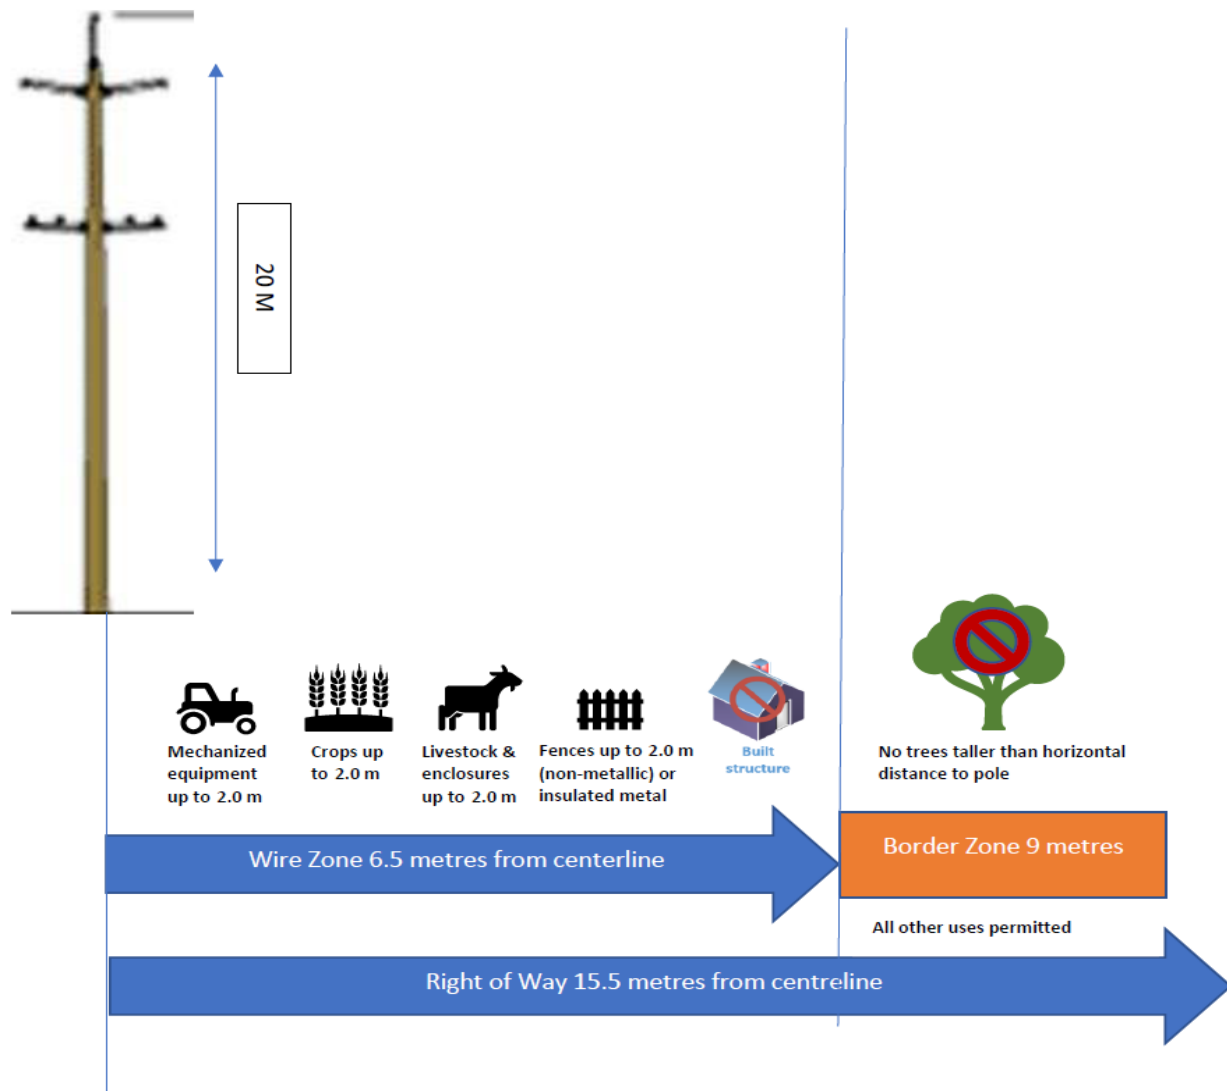 20 M
Mechanized
equipment
up to 2.0 m
Crops up
to 2.0 m
Livestock &
enclosures
up to 2.0 m
Fences up to 2.0 m
(non-metallic) or
insulated metal
Built
structure
No trees taller than horizontal
distance to pole
Wire Zone 6.5 metres from centerline
Border Zone 9 metres
All other uses permitted
Right of Way 15.5 metres from centreline